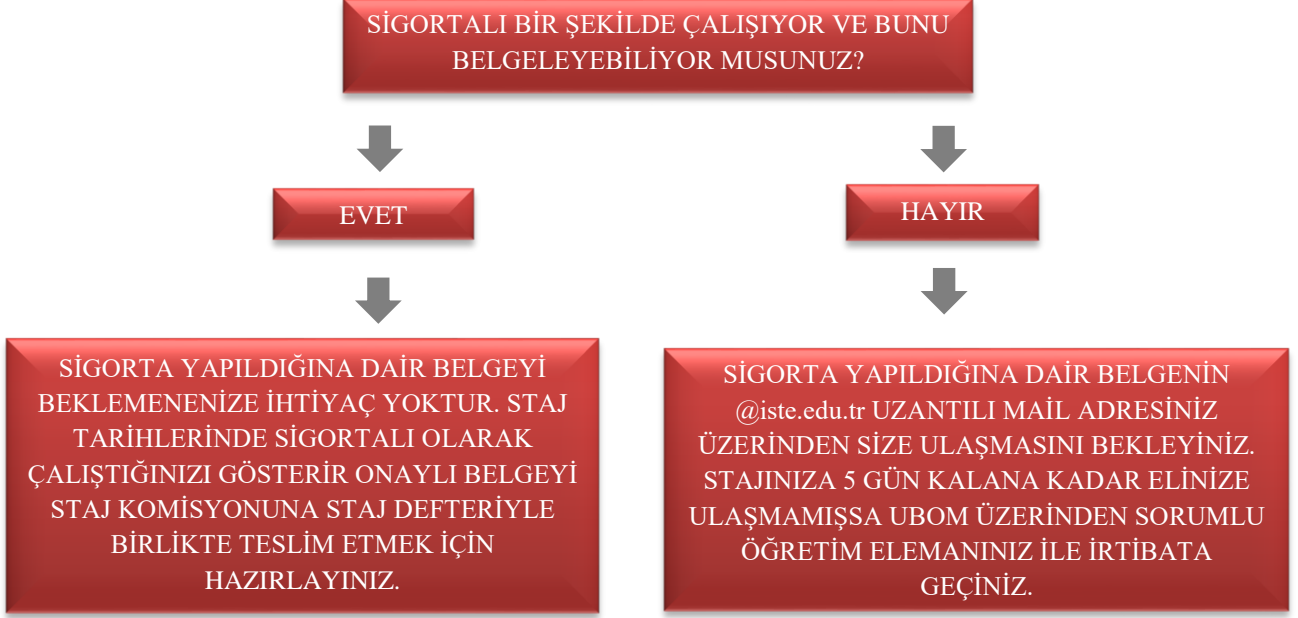 SİGORTALI BİR ŞEKİLDE ÇALIŞIYOR VE BUNU
BELGELEYEBİLİYOR MUSUNUZ?
EVET
HAYIR
SİGORTA YAPILDIĞINA DAİR BELGEYİ
BEKLEMENENİZE İHTİYAÇ YOKTUR. STAJ
TARİHLERİNDE SİGORTALI OLARAK
ÇALIŞTIĞINIZI GÖSTERİR ONAYLI BELGEYİ
STAJ KOMİSYONUNA STAJ DEFTERİYLE
BİRLİKTE TESLİM ETMEK İÇİN
HAZIRLAYINIZ.
SİGORTA YAPILDIĞINA DAİR BELGENİN
@iste.edu.tr UZANTILI MAİL ADRESİNİZ
ÜZERİNDEN SİZE ULAŞMASINI BEKLEYİNİZ.
STAJINIZA 5 GÜN KALANA KADAR ELİNİZE
ULAŞMAMIŞSA UBOM ÜZERİNDEN SORUMLU
ÖĞRETİM ELEMANINIZ İLE İRTİBATA
GEÇİNİZ.